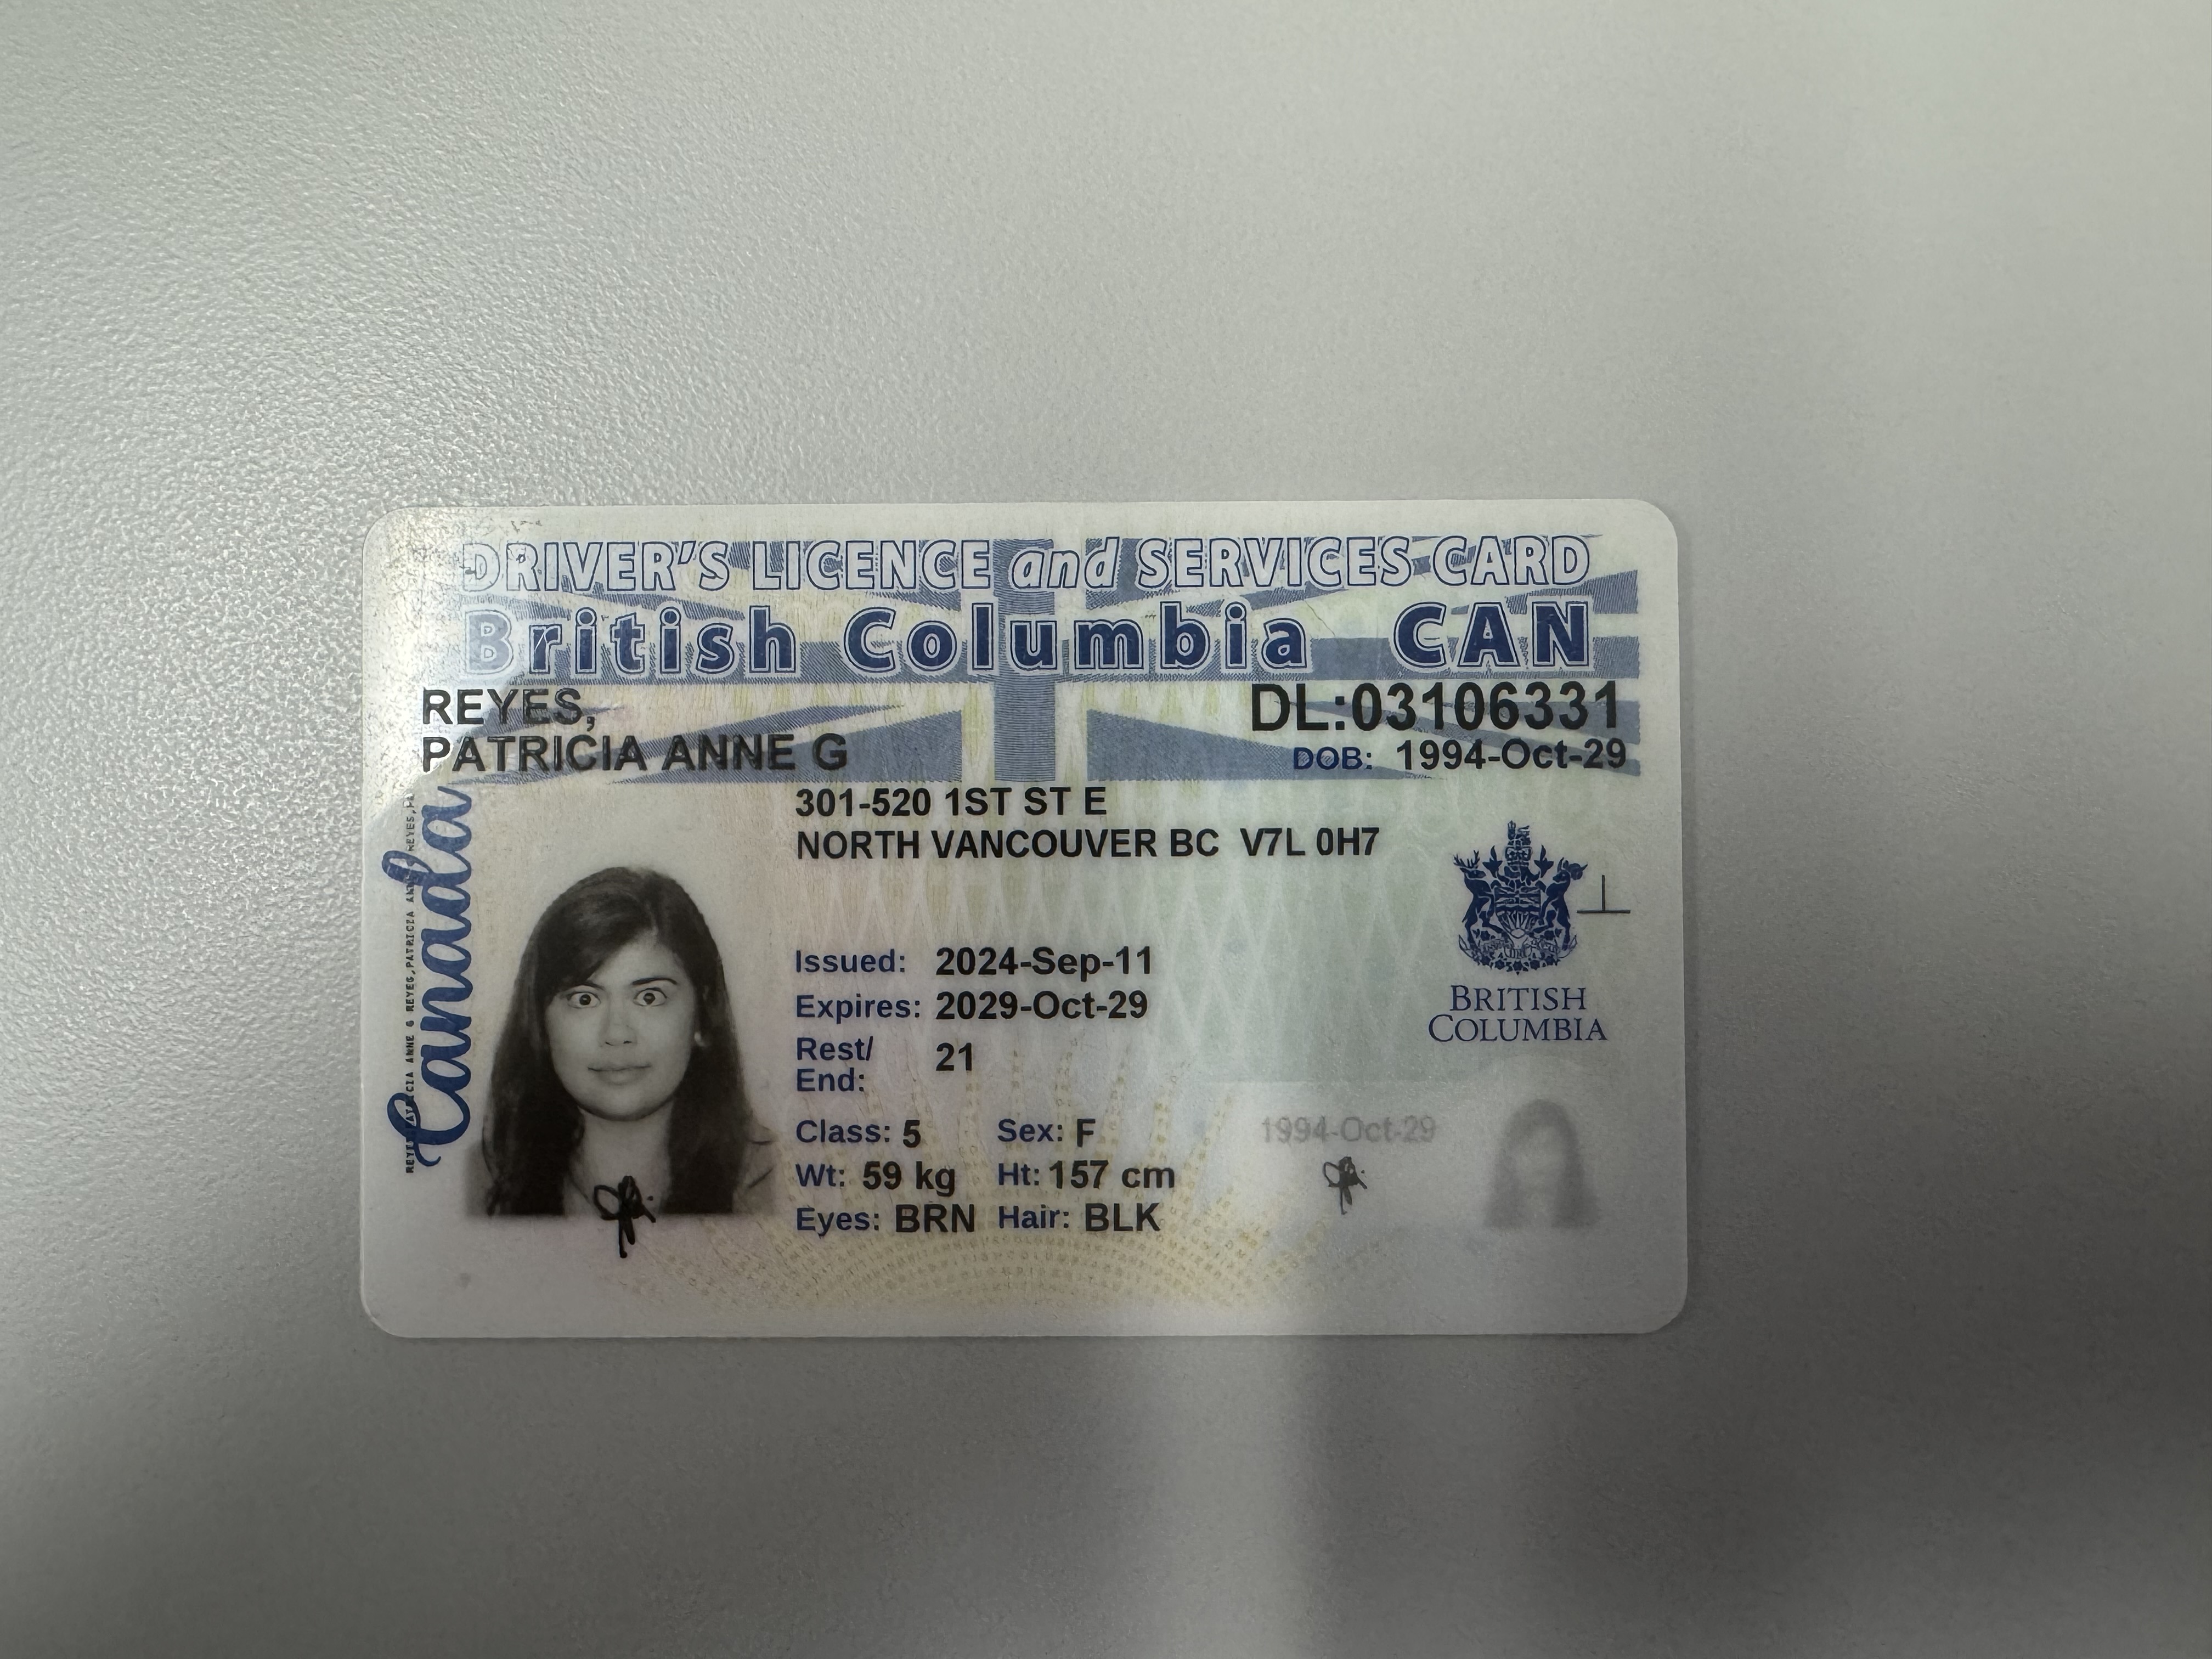 DRIVER'S LICENCE and SERVICES CARD
British Columbia CAN
REYES,
PATRICIA ANNE G
DL:03106331
DOB: 1994-Oct-29
301-520 1ST ST E
NORTH VANCOUVER BC V7L 0H7
Canada
Issued: 2024-Sep-11
Expires: 2029-Oct-29
Rest/
End: 21
Class: 5 Sex: F
Wt: 59 kg Ht: 157 cm
Eyes: BRN Hair: BLK
BRITISH
COLUMBIA
1994-Oct-29